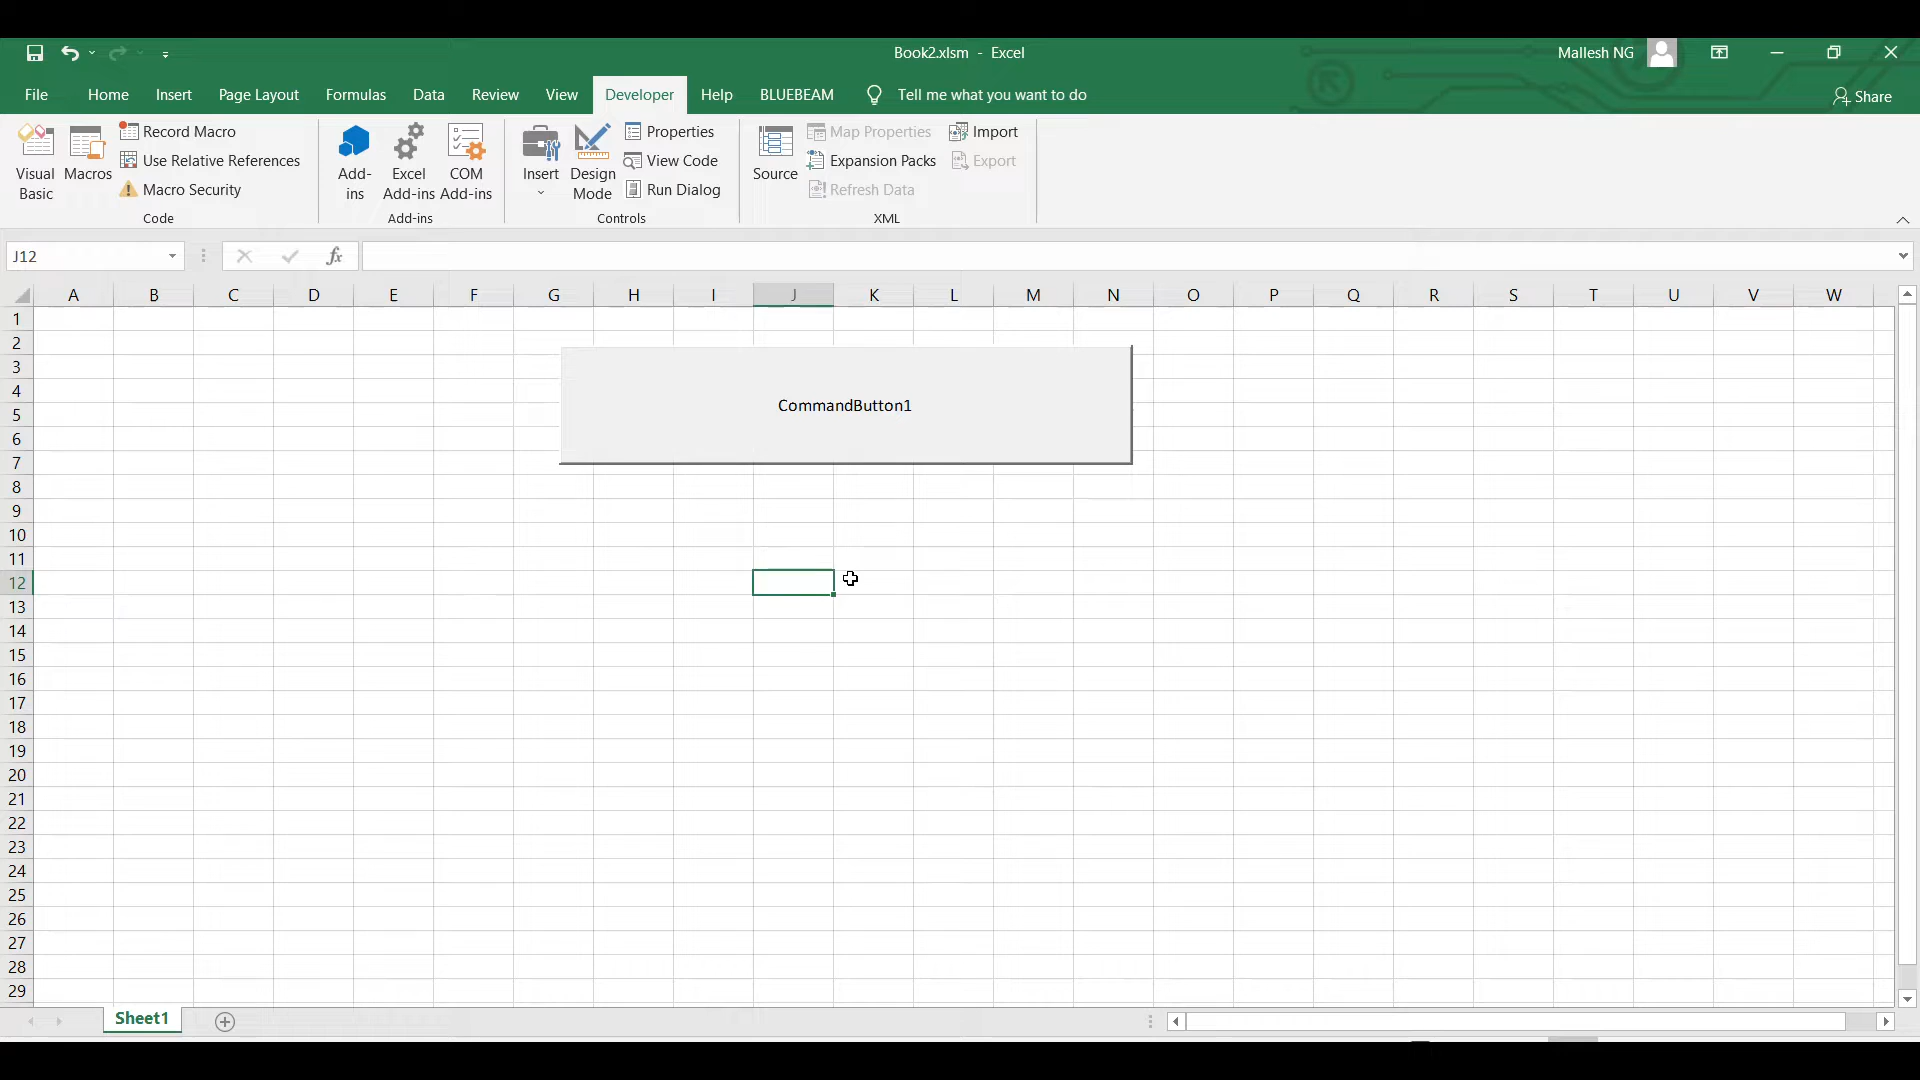 Book2.xlsm - Excel
Mallesh NG
File Home Insert Page Layout Formulas Data Review View Developer Help BLUEBEAM Tell me what you want to do Share
Visual Basic
Macros
Record Macro
Use Relative References
Macro Security
Code
Add-ins
Excel Add-ins
COM Add-ins
Add-ins
Insert
Design Mode
Properties
View Code
Run Dialog
Controls
Source
Map Properties
Expansion Packs
Refresh Data
Import
Export
XML
J12
fx
A B C D E F G H I J K L M N O P Q R S T U V W
1
2
3
4
CommandButton1
5
6
7
8
9
10
11
12
13
14
15
16
17
18
19
20
21
22
23
24
25
26
27
28
29
Sheet1